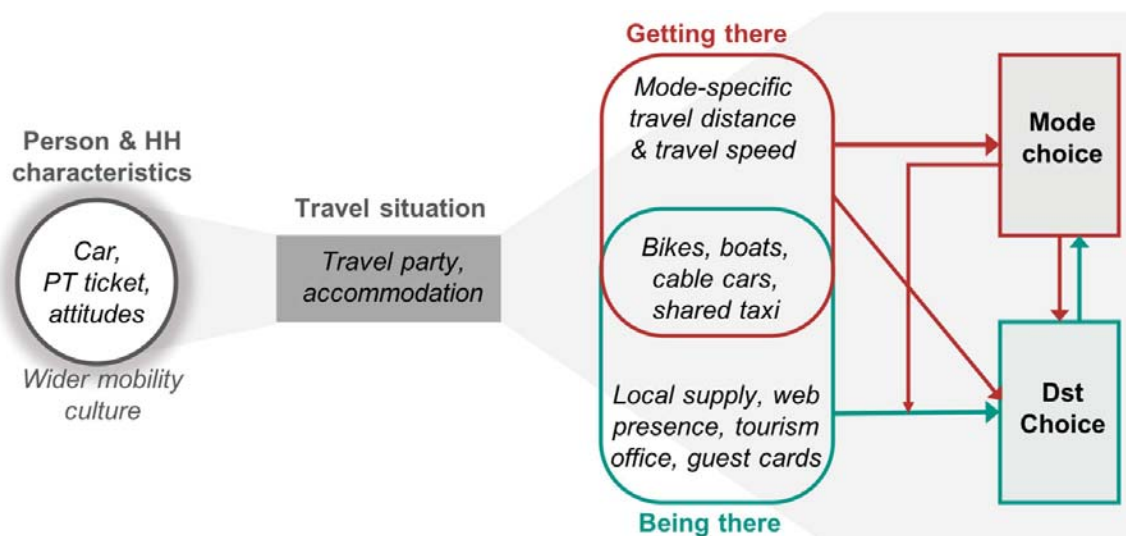 Person & HH
characteristics
Car,
PT ticket,
attitudes
Wider mobility
culture
Travel situation
Travel party,
accommodation
Getting there
Mode-specific
travel distance
& travel speed
Bikes, boats,
cable cars,
shared taxi
Local supply, web
presence, tourism
office, guest cards
Being there
Mode
choice
Dst
Choice